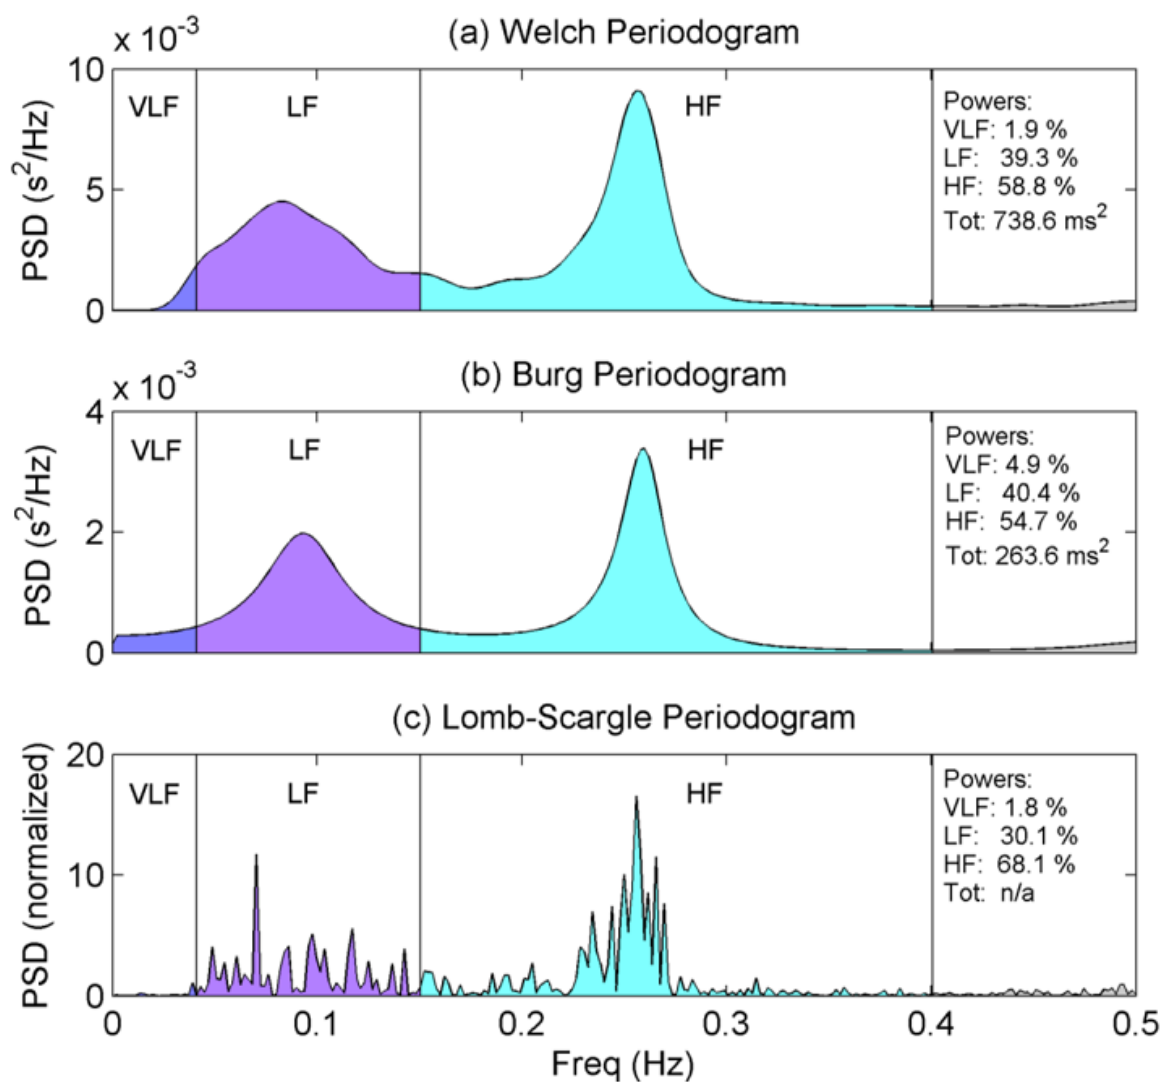 (a) Welch Periodogram
x 10⁻³
10
5
0
PSD (s²/Hz)
VLF
LF
HF
Powers:
VLF: 1.9 %
LF: 39.3 %
HF: 58.8 %
Tot: 738.6 ms²
(b) Burg Periodogram
x 10⁻³
4
2
0
PSD (s²/Hz)
VLF
LF
HF
Powers:
VLF: 4.9 %
LF: 40.4 %
HF: 54.7 %
Tot: 263.6 ms²
(c) Lomb-Scargle Periodogram
20
10
0
PSD (normalized)
VLF
LF
HF
Powers:
VLF: 1.8 %
LF: 30.1 %
HF: 68.1 %
Tot: n/a
0 0.1 0.2 0.3 0.4 0.5
Freq (Hz)